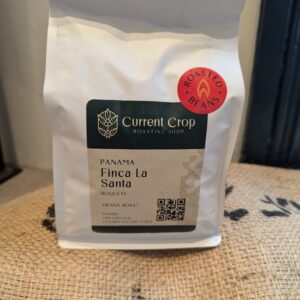 ROASTED
BEANS
Current Crop
ROASTING SHOP
PANAMA
Finca La
Santa
BOQUETE
VIENNA ROAST